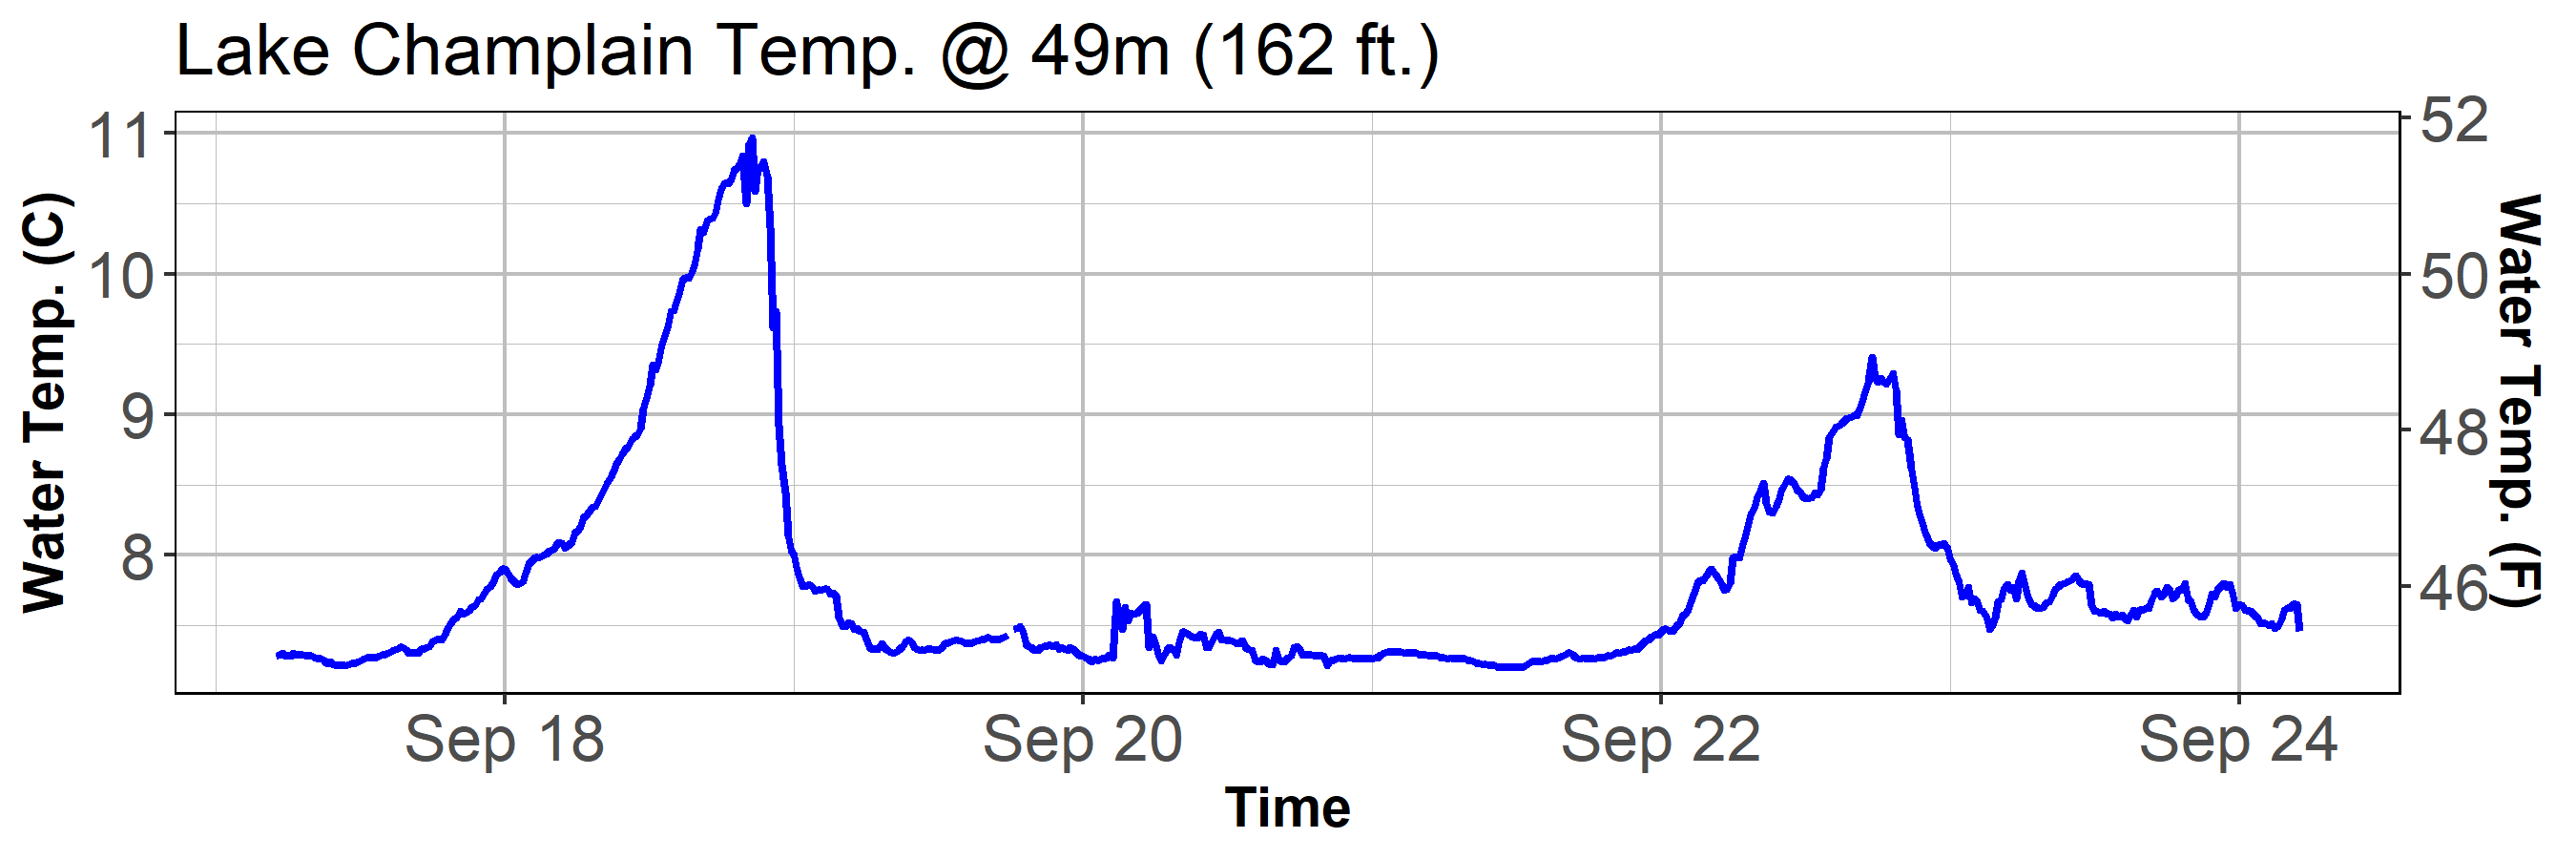 Lake Champlain Temp. @ 49m (162 ft.)
Water Temp. (C)
11
10
9
8
52
50
48
46
Water Temp. (F)
Sep 18
Sep 20
Sep 22
Sep 24
Time